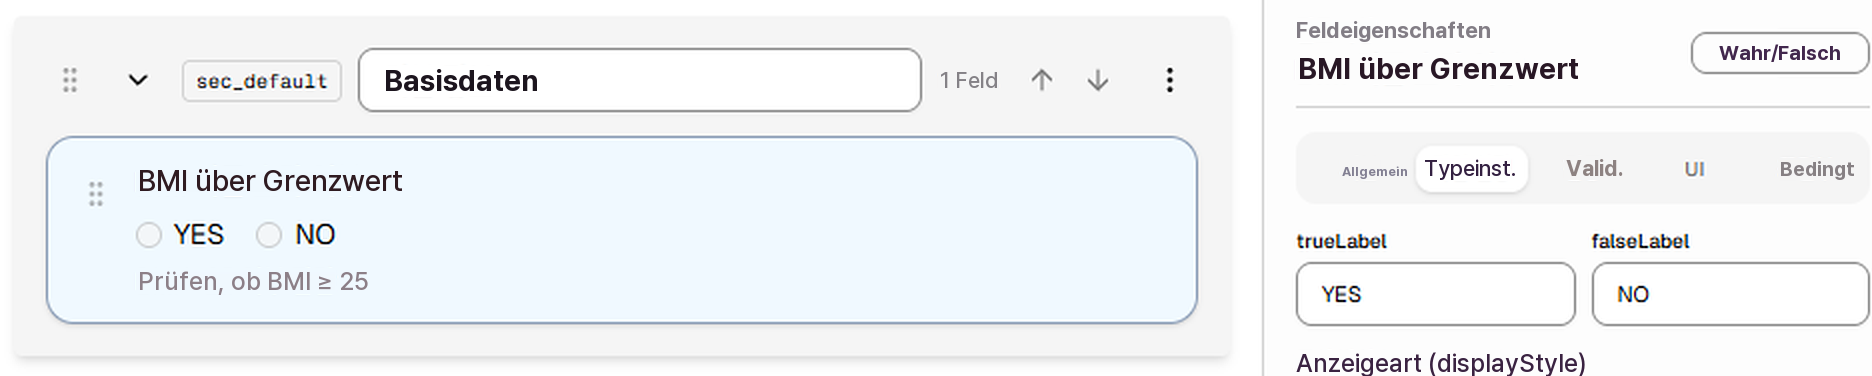 sec_default
Basisdaten
1 Feld
BMI über Grenzwert
YES
NO
Prüfen, ob BMI ≥ 25
Feldeigenschaften
BMI über Grenzwert
Wahr/Falsch
Allgemein
Typeinst.
Valid.
UI
Bedingt
trueLabel
falseLabel
YES
NO
Anzeigeart (displayStyle)